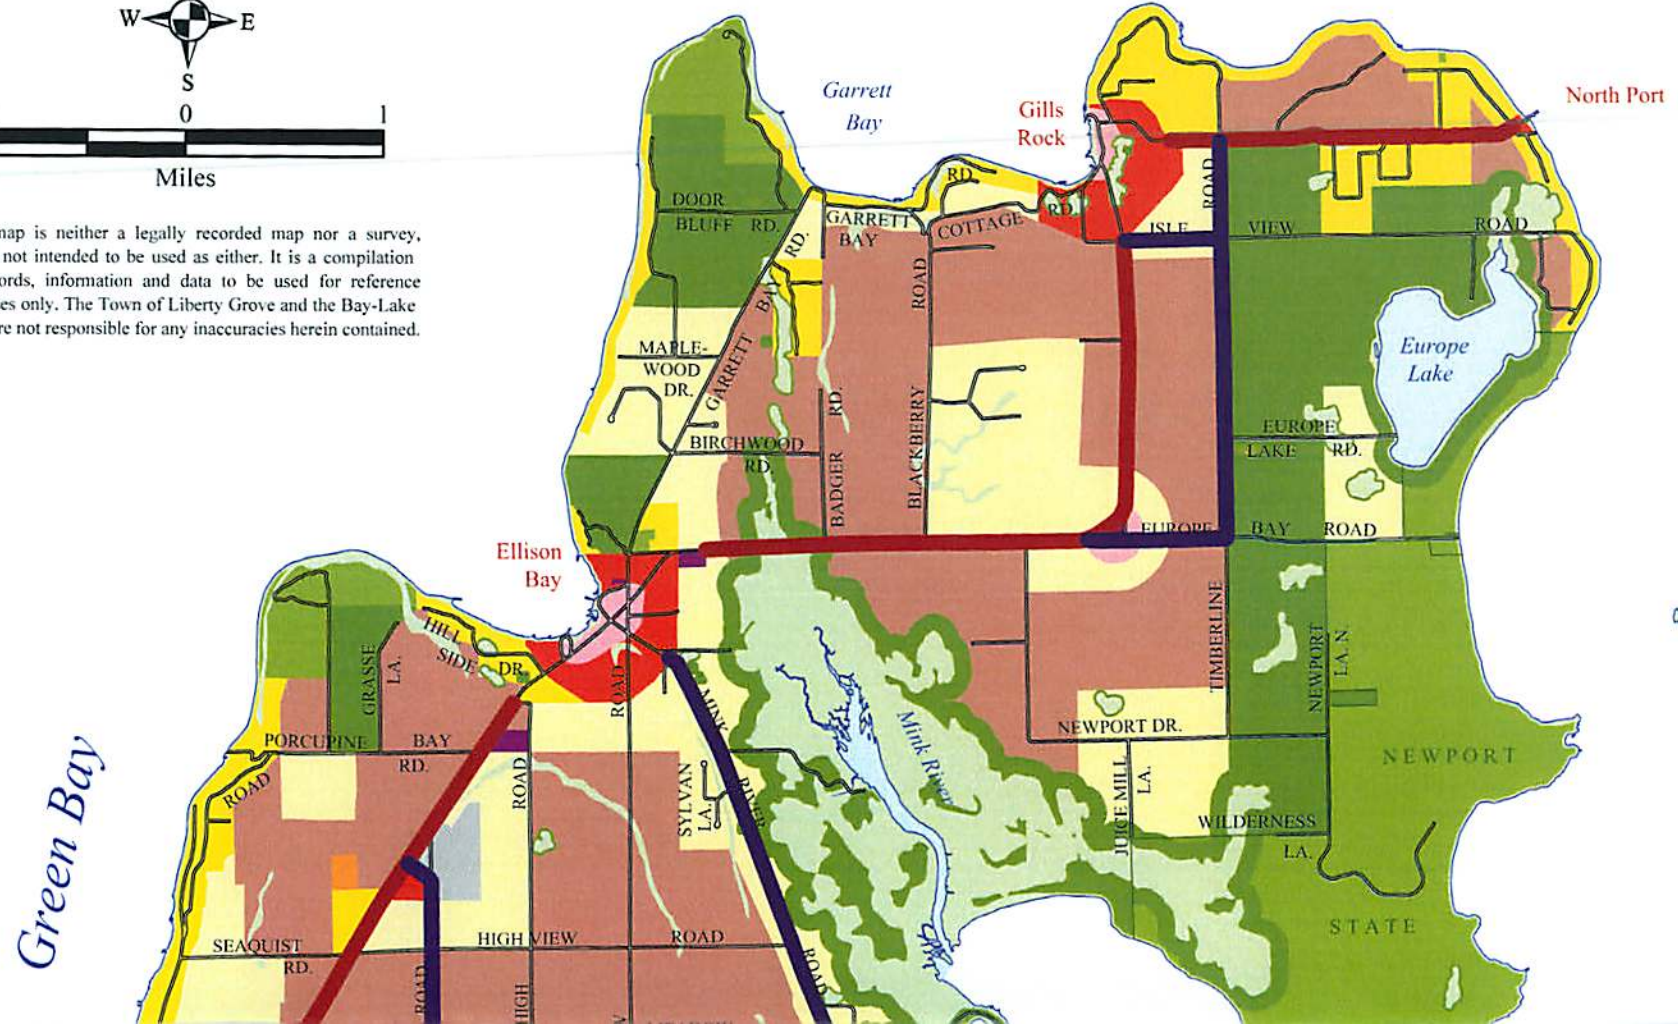 W E
S
0 1
Miles
map is neither a legally recorded map nor a survey,
not intended to be used as either. It is a compilation
ords, information and data to be used for reference
es only. The Town of Liberty Grove and the Bay-Lake
re not responsible for any inaccuracies herein contained.
Garrett
Bay
Gills
Rock
North Port
RD.
RD.
ROAD
DOOR
BLUFF RD.
RD.
GARRETT
BAY
COTTAGE
ISLE
VIEW
ROAD
BAY
ROAD
GARRETT
MAPLE-
WOOD
DR.
Europe
Lake
BIRCHWOOD
RD.
RD.
BADGER
BLACKBERRY
EUROPE
LAKE RD.
EUROPE
BAY ROAD
Ellison
Bay
HILL
SIDE
DR.
GRASSE
LA.
ROAD
MINK
TIMBERLINE
NEWPORT
LA. N.
PORCUPINE BAY
RD.
ROAD
ROAD
SYLVAN
LA.
RIVER
Mink River
NEWPORT DR.
JUICE MILL
LA.
NEWPORT
WILDERNESS
LA.
STATE
Green Bay
SEAQUIST
RD.
HIGH VIEW
ROAD
ROAD
HIGH
ROAD